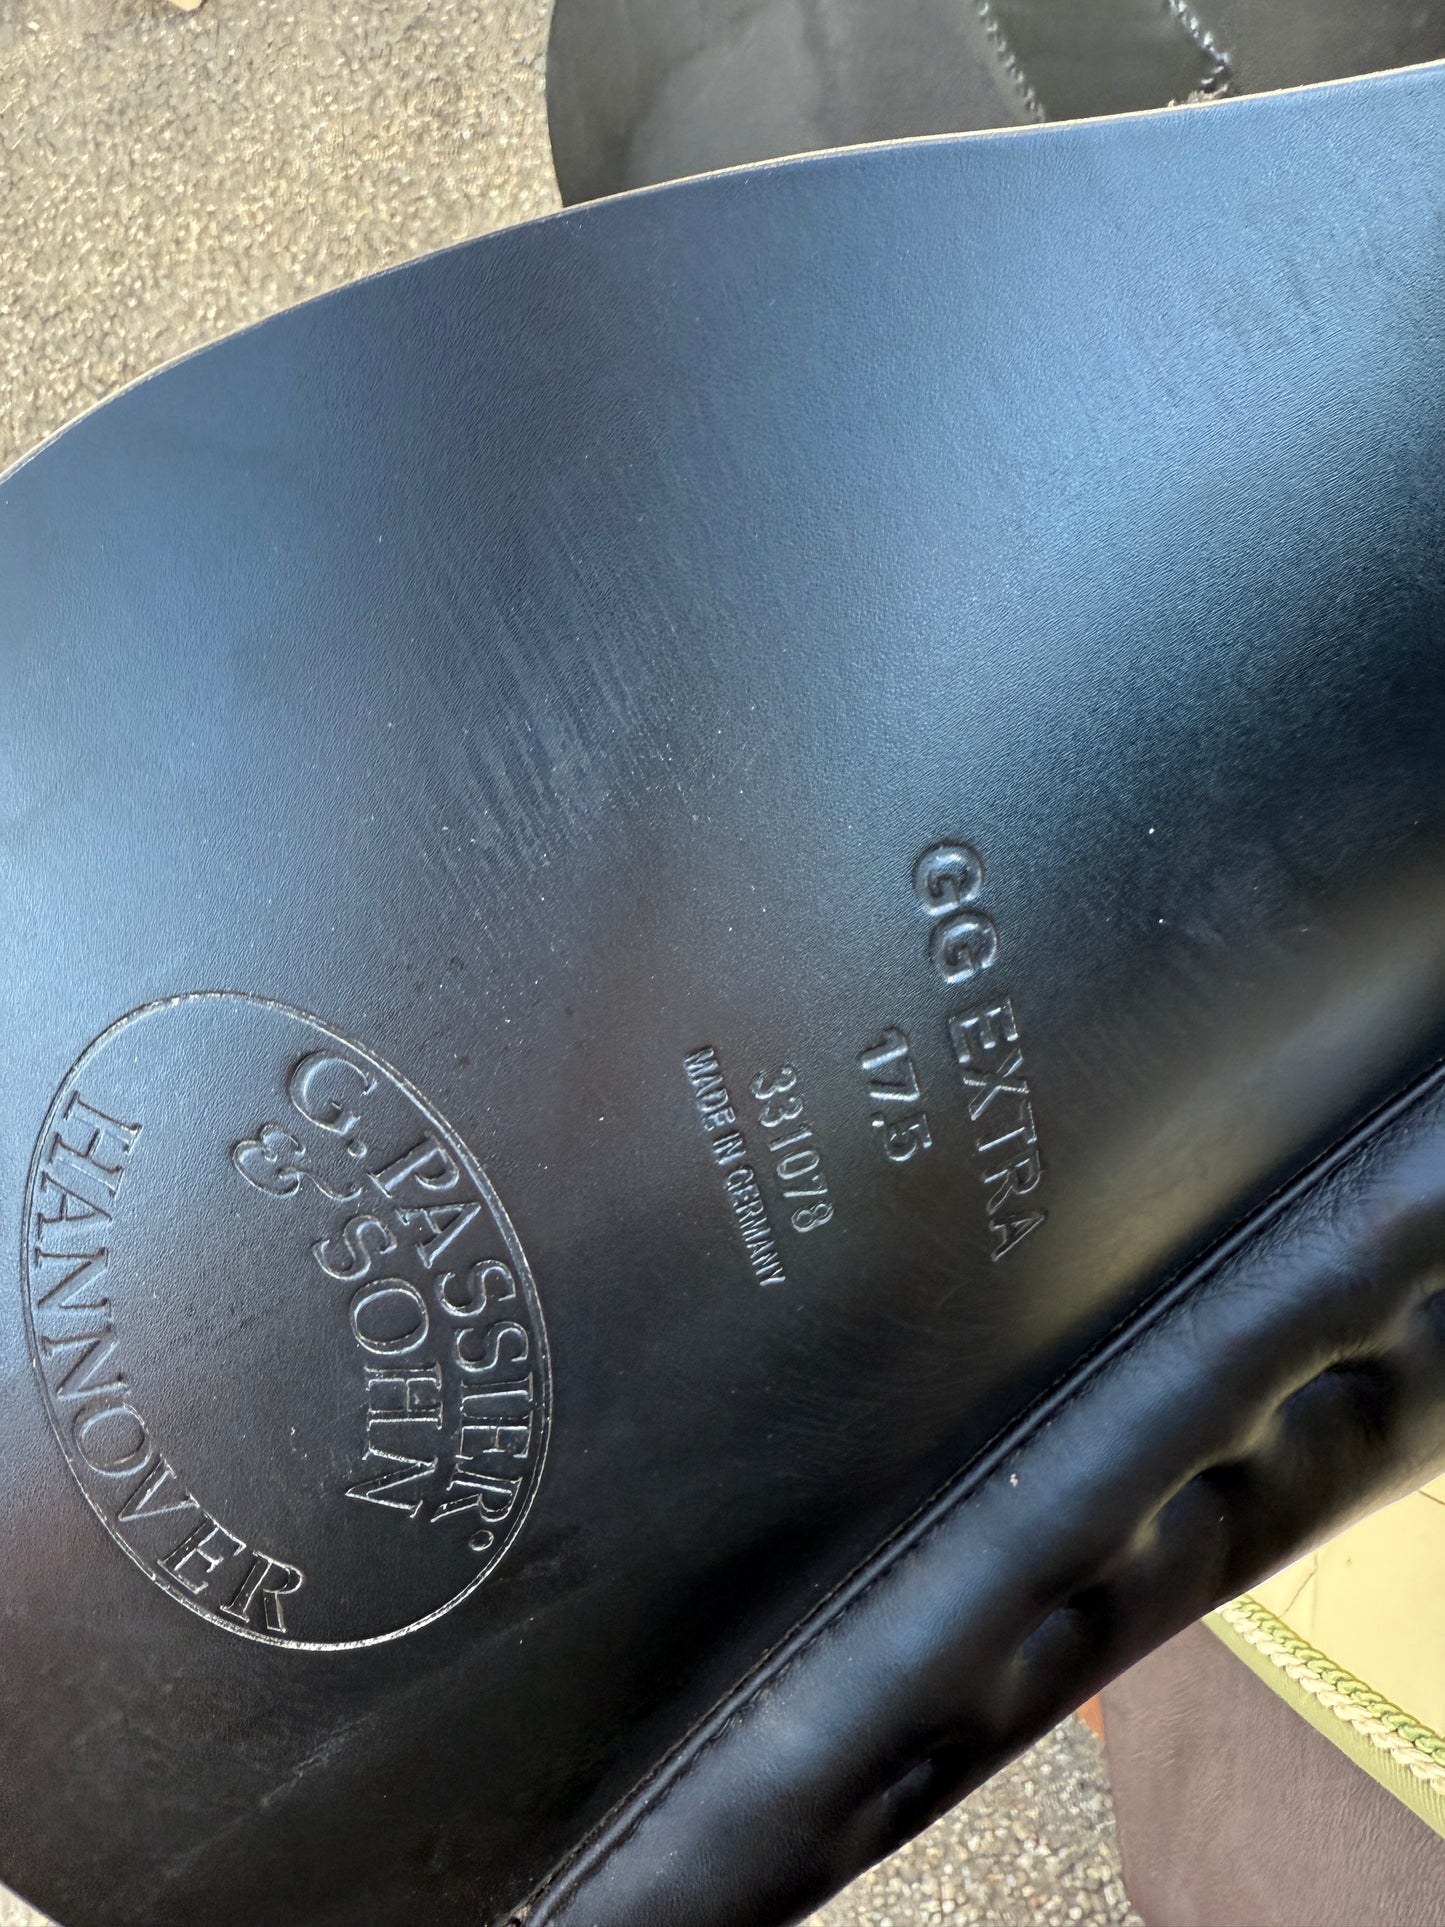 GG EXTRA
17,5
331078
MADE IN GERMANY
G. PASSIER.
& SOHN
HANNOVER